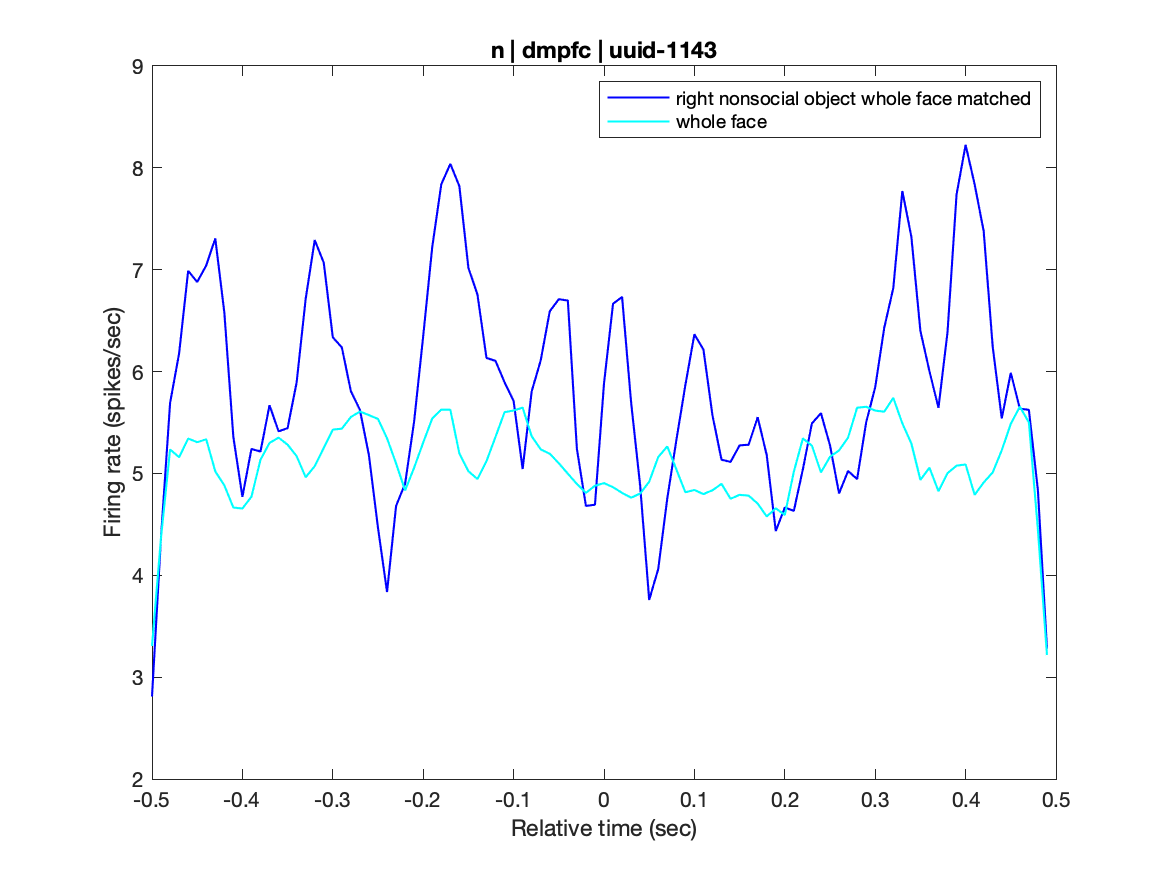 n | dmpfc | uuid-1143
right nonsocial object whole face matched
whole face
9
8
7
6
5
4
3
2
Firing rate (spikes/sec)
-0.5 -0.4 -0.3 -0.2 -0.1 0 0.1 0.2 0.3 0.4 0.5
Relative time (sec)